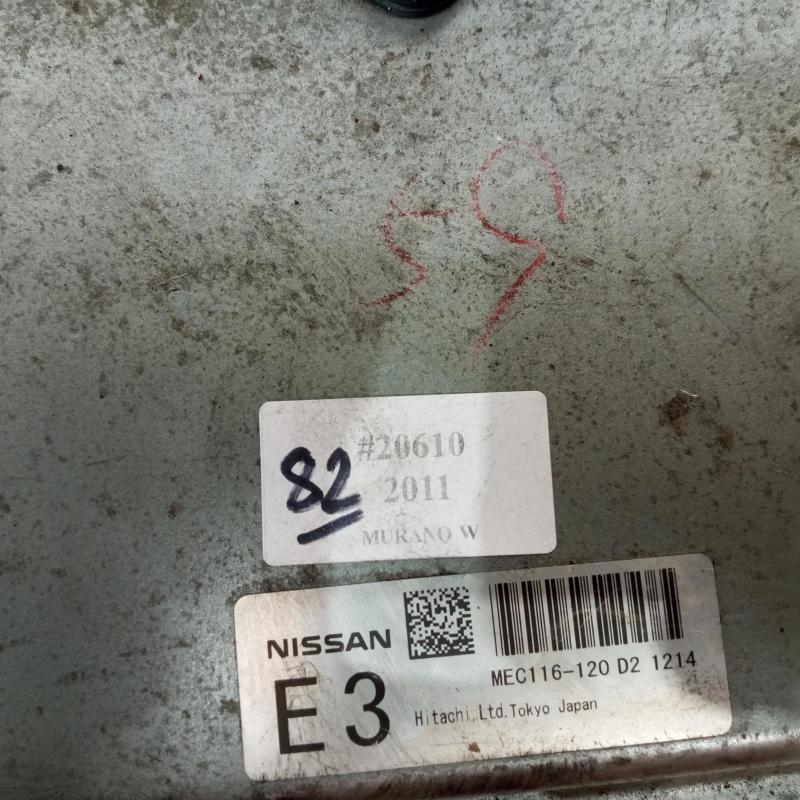 59
#20610
82
2011
MURANO W
NISSAN
MEC116-120 D2 1214
E3
Hitachi,Ltd.Tokyo Japan